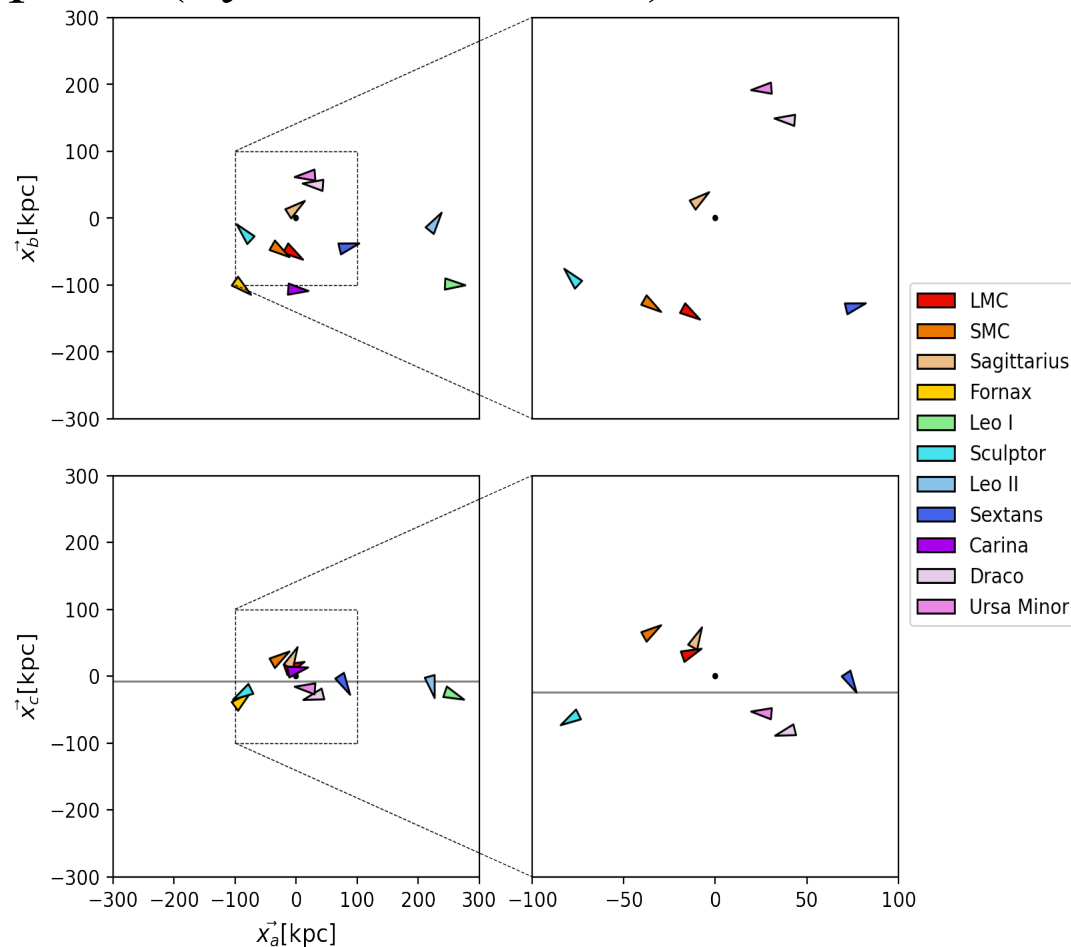 300
200
100
0
−100
−200
−300
x⃗_b[kpc]
300
200
100
0
−100
−200
−300
x⃗_c[kpc]
−300 −200 −100 0 100 200 300
−100 −50 0 50 100
x⃗_a[kpc]
LMC
SMC
Sagittarius
Fornax
Leo I
Sculptor
Leo II
Sextans
Carina
Draco
Ursa Minor